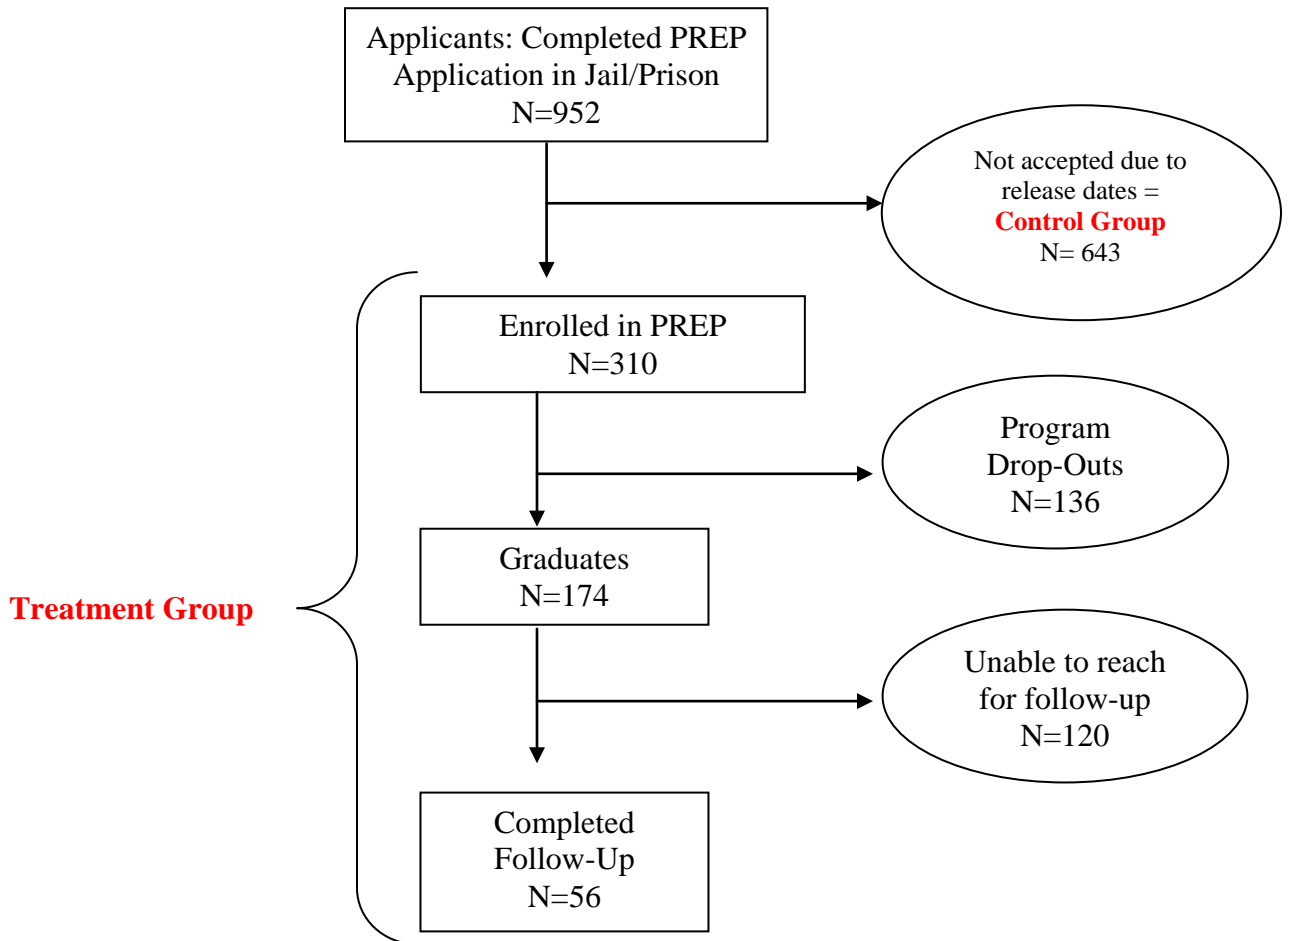 Applicants: Completed PREP
Application in Jail/Prison
N=952
Not accepted due to
release dates =
Control Group
N= 643
Enrolled in PREP
N=310
Program
Drop-Outs
N=136
Graduates
N=174
Treatment Group
Unable to reach
for follow-up
N=120
Completed
Follow-Up
N=56